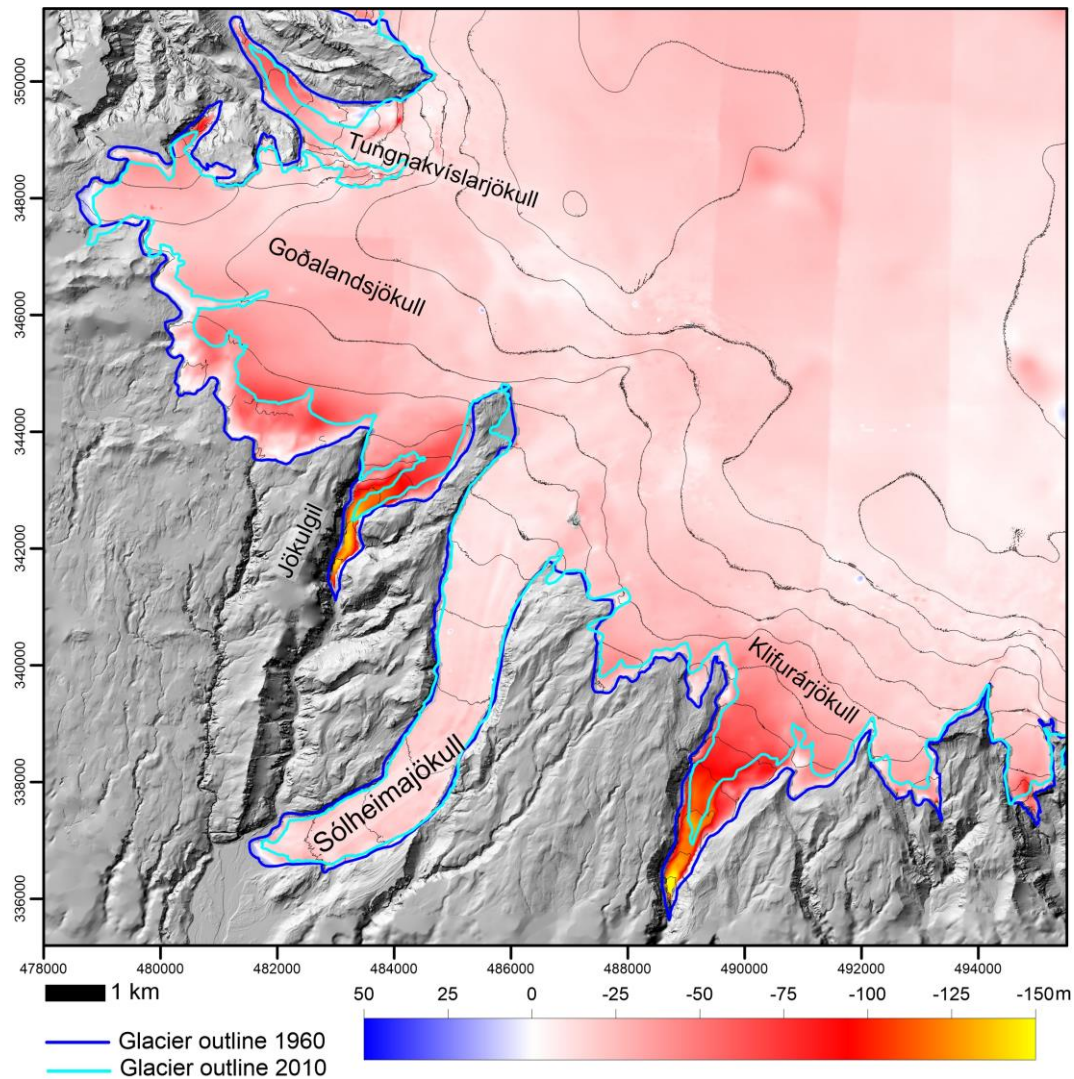 350000
348000
346000
344000
342000
340000
338000
336000
Tungnakvíslarjökull
Goðalandsjökull
Jökulgil
Klifurárjökull
Sólheimajökull
478000 480000 482000 484000 486000 488000 490000 492000 494000
1 km
50 25 0 -25 -50 -75 -100 -125 -150m
Glacier outline 1960
Glacier outline 2010